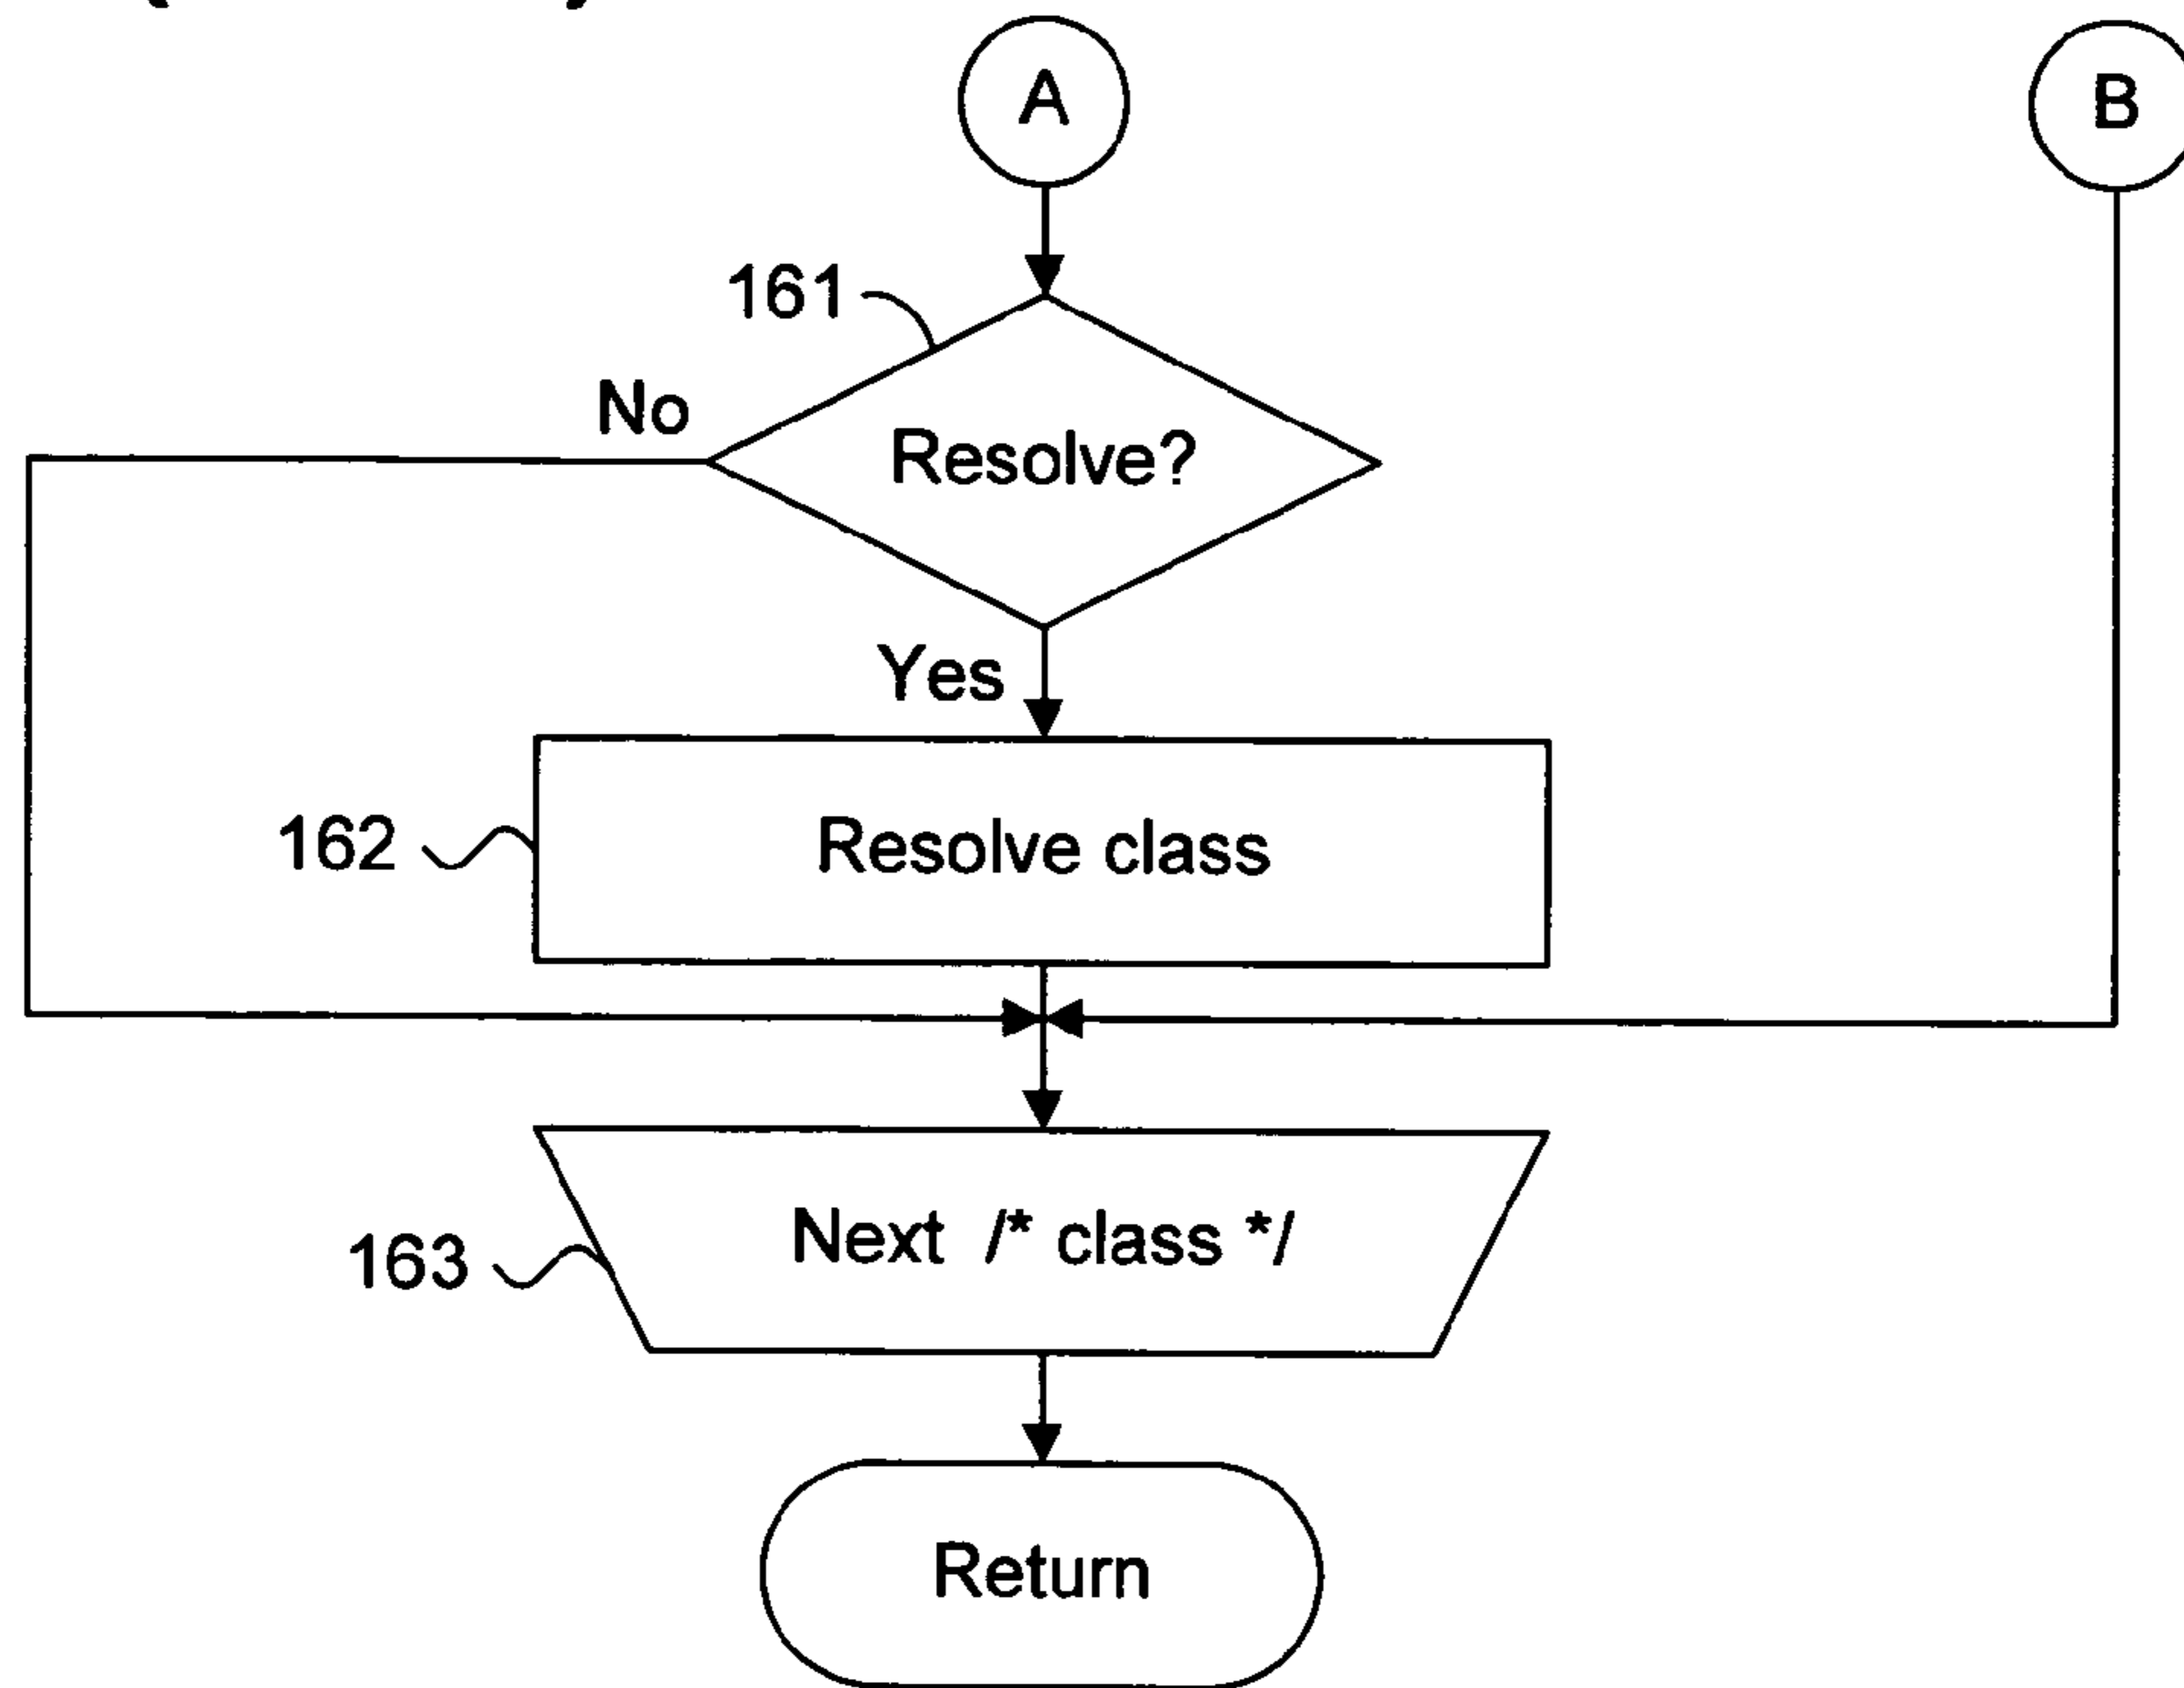 A
B
161
No
Resolve?
Yes
162
Resolve class
Next /* class */
163
Return